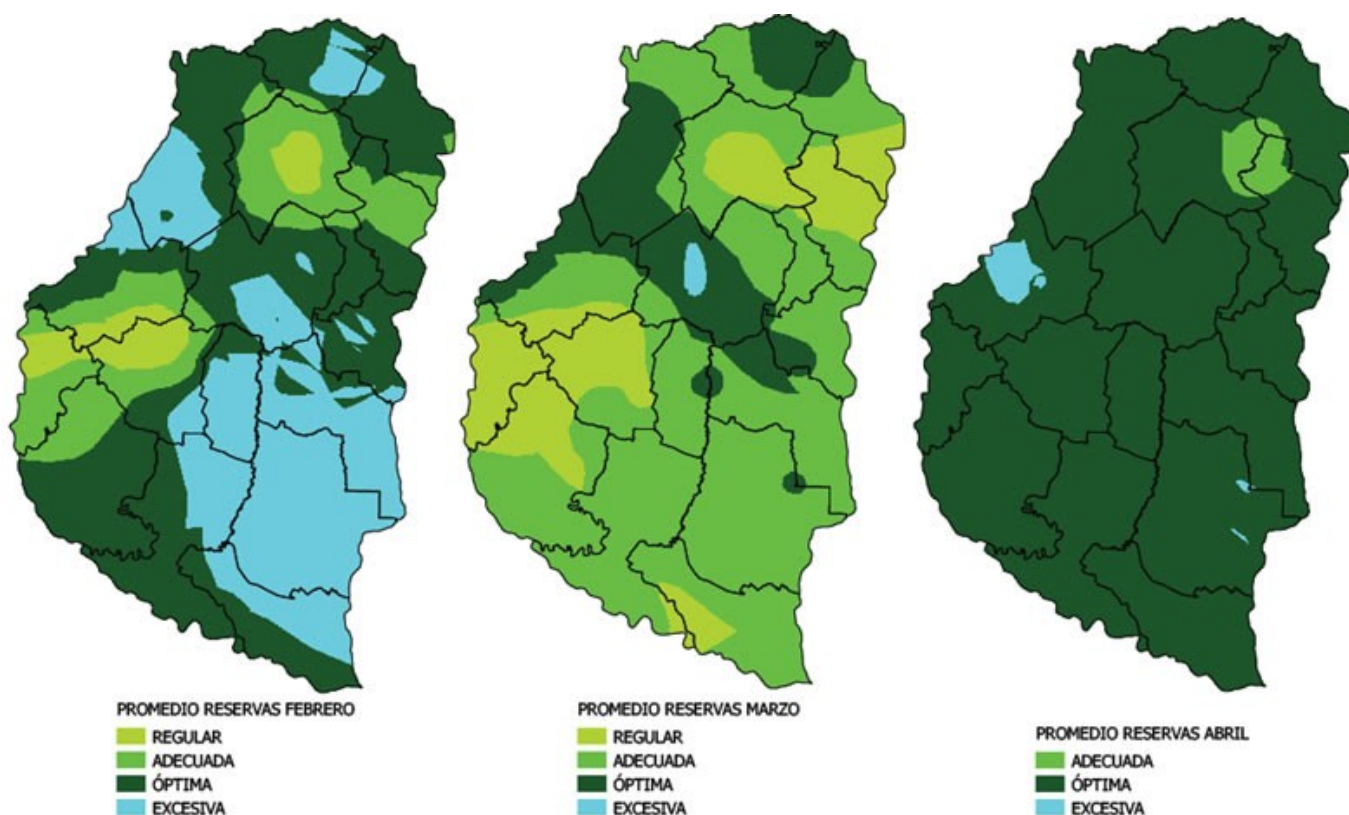 PROMEDIO RESERVAS FEBRERO
REGULAR
ADECUADA
ÓPTIMA
EXCESIVA
PROMEDIO RESERVAS MARZO
REGULAR
ADECUADA
ÓPTIMA
EXCESIVA
PROMEDIO RESERVAS ABRIL
ADECUADA
ÓPTIMA
EXCESIVA